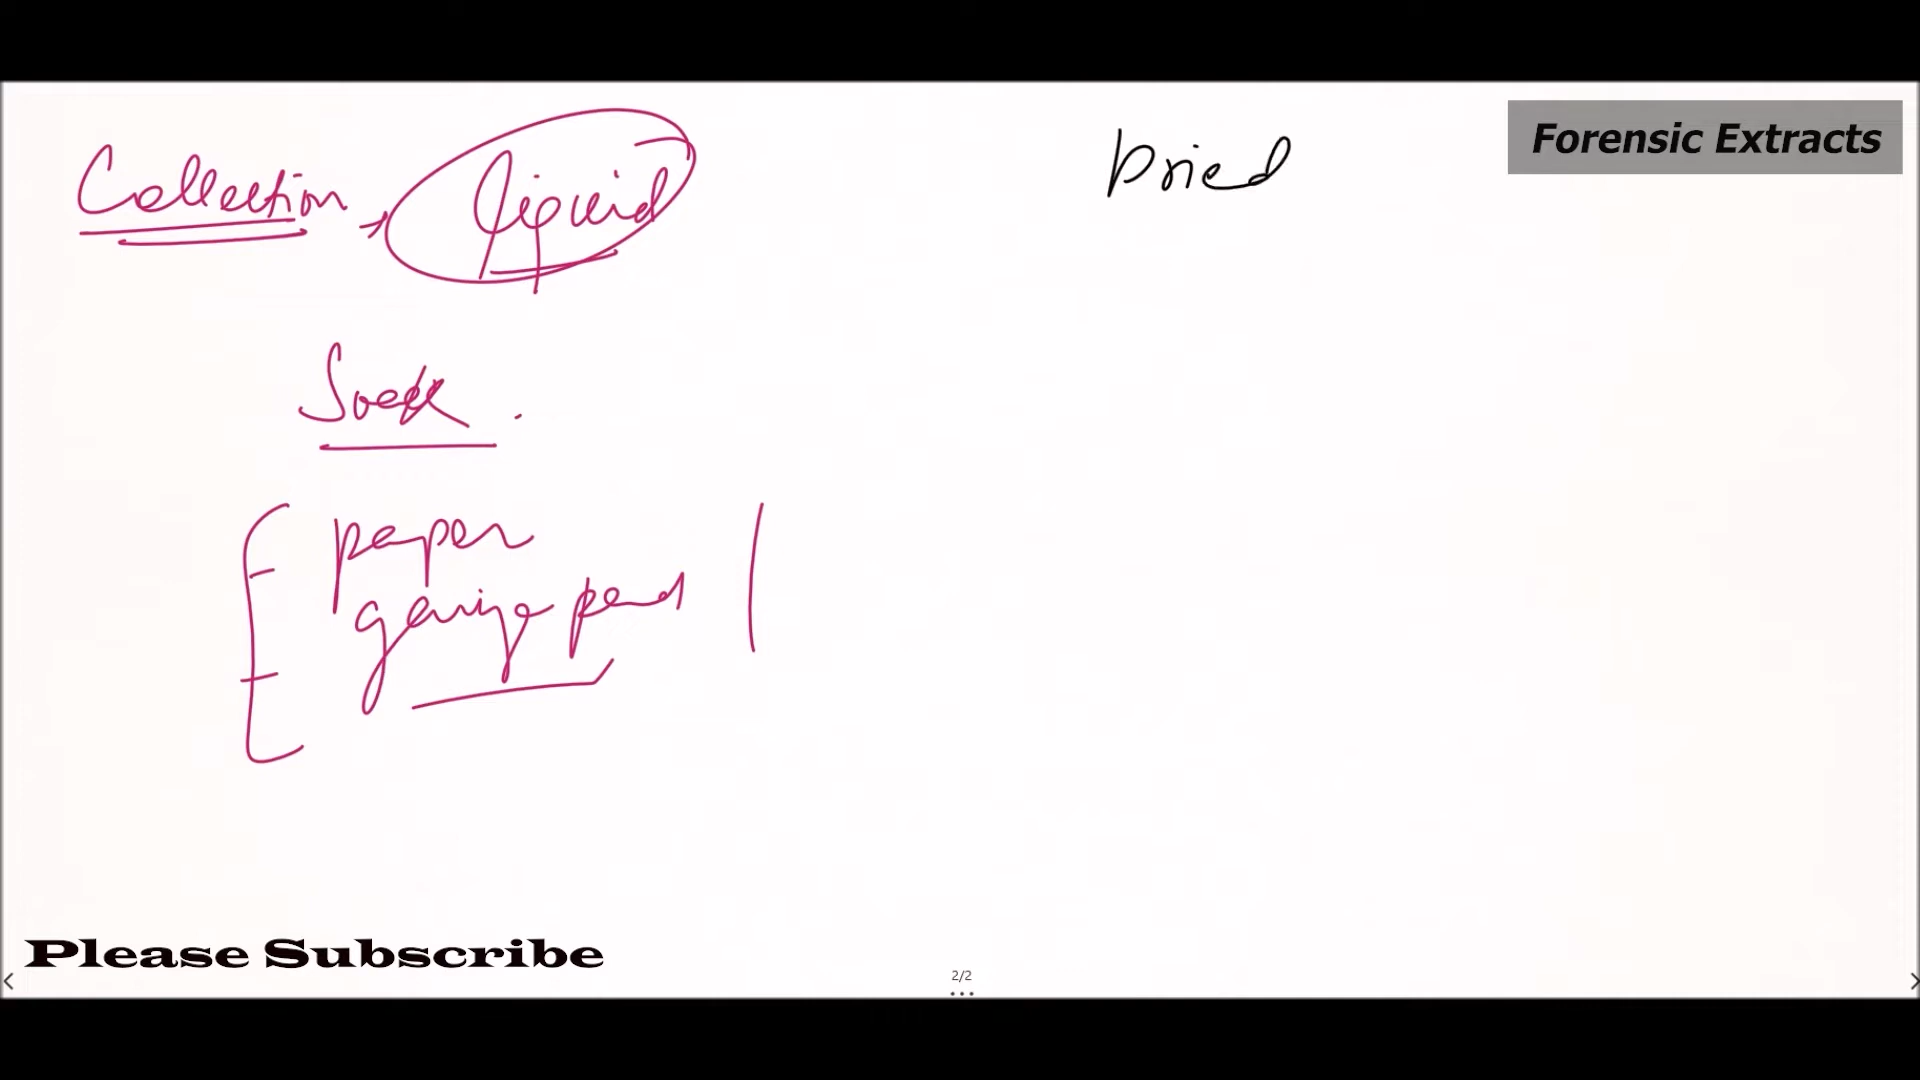 Collection → liquid
Dried
Forensic Extracts
Soak
paper
gauze pad
Please Subscribe
2/2